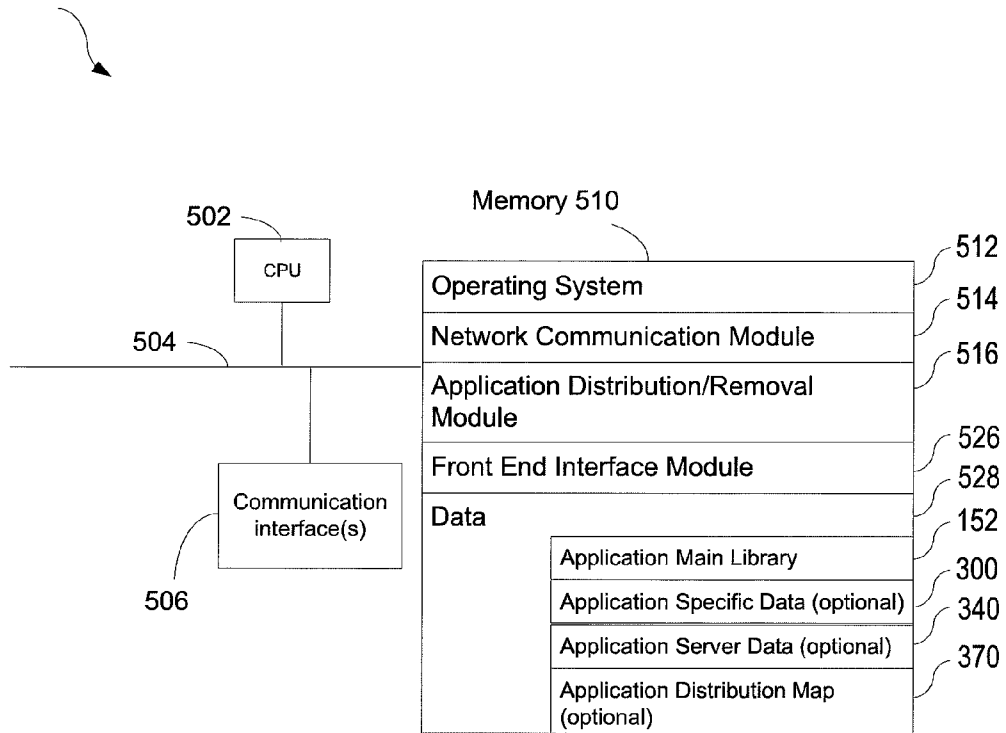 Memory 510
502
CPU
504
Communication
interface(s)
506
Operating System
512
Network Communication Module
514
Application Distribution/Removal
Module
516
Front End Interface Module
526
Data
528
Application Main Library
152
Application Specific Data (optional)
300
Application Server Data (optional)
340
Application Distribution Map
(optional)
370